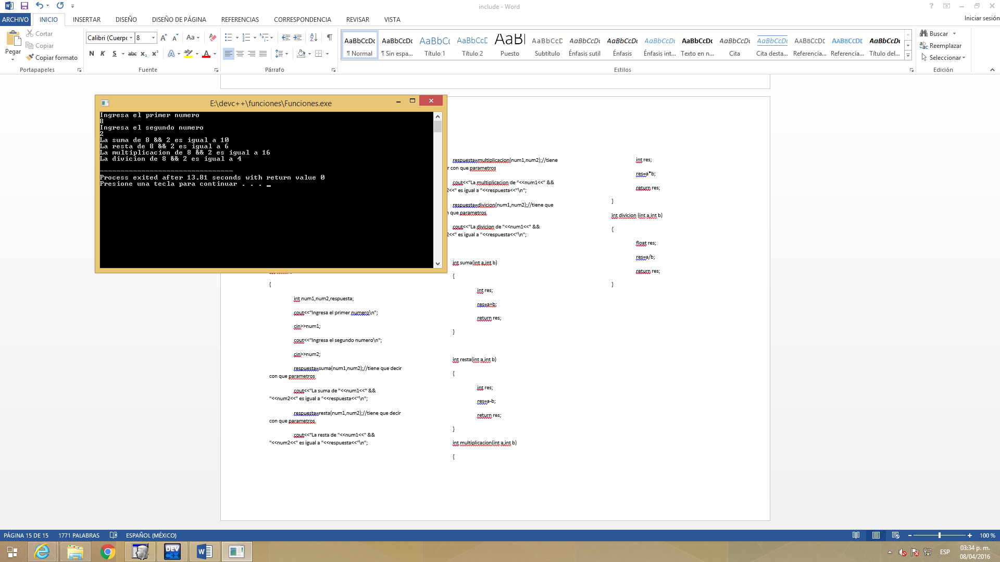 include - Word
Iniciar sesión
ARCHIVO INICIO INSERTAR DISEÑO DISEÑO DE PÁGINA REFERENCIAS CORRESPONDENCIA REVISAR VISTA
Pegar
Cortar
Copiar
Copiar formato
Portapapeles
Calibri (Cuerpo 8
N K S abc x₂ x²
Fuente
Párrafo
AaBbCcDc AaBbCcDc AaBbCc AaBbCcD AaBl AaBbCcD AaBbCcDc AaBbCcDc AaBbCcDc AaBbCcDc AaBbCcDc AaBbCcDc AABBCCDD AABBCCDD AaBbCcDc
¶ Normal ¶ Sin espa... Título 1 Título 2 Puesto Subtítulo Énfasis sutil Énfasis Énfasis int... Texto en n... Cita Cita desta... Referencia... Referencia... Título del...
Estilos
Buscar
Reemplazar
Seleccionar
Edición
E:\devc++\funciones\Funciones.exe
Ingresa el primer numero
8
Ingresa el segundo numero
2
La suma de 8 && 2 es igual a 10
La resta de 8 && 2 es igual a 6
La multiplicacion de 8 && 2 es igual a 16
La divicion de 8 && 2 es igual a 4
--------------------------------
Process exited after 13.81 seconds with return value 0
Presione una tecla para continuar . . . _
{
int num1,num2,respuesta;
cout<<"Ingresa el primer numero\n";
cin>>num1;
cout<<"Ingresa el segundo numero\n";
cin>>num2;
respuesta=suma(num1,num2);//tiene que decir
con que parametros
cout<<"La suma de "<<num1<<" &&
"<<num2<<" es igual a "<<respuesta<<"\n";
respuesta=resta(num1,num2);//tiene que decir
con que parametros
cout<<"La resta de "<<num1<<" &&
"<<num2<<" es igual a "<<respuesta<<"\n";
respuesta=multiplicacion(num1,num2);//tiene
r con que parametros
cout<<"La multiplicacion de "<<num1<<" &&
2<<" es igual a "<<respuesta<<"\n";
respuesta=divicion(num1,num2);//tiene que
que parametros
cout<<"La divicion de "<<num1<<" &&
2<<" es igual a "<<respuesta<<"\n";
int suma(int a,int b)
{
int res;
res=a+b;
return res;
}
int resta(int a,int b)
{
int res;
res=a-b;
return res;
}
int multiplicacion(int a,int b)
{
int res;
res=a*b;
return res;
}
int divicion (int a,int b)
{
float res;
res=a/b;
return res;
}
PÁGINA 15 DE 15 1771 PALABRAS ESPAÑOL (MÉXICO) 100 %
DEV C++
ESP
03:34 p. m.
08/04/2016